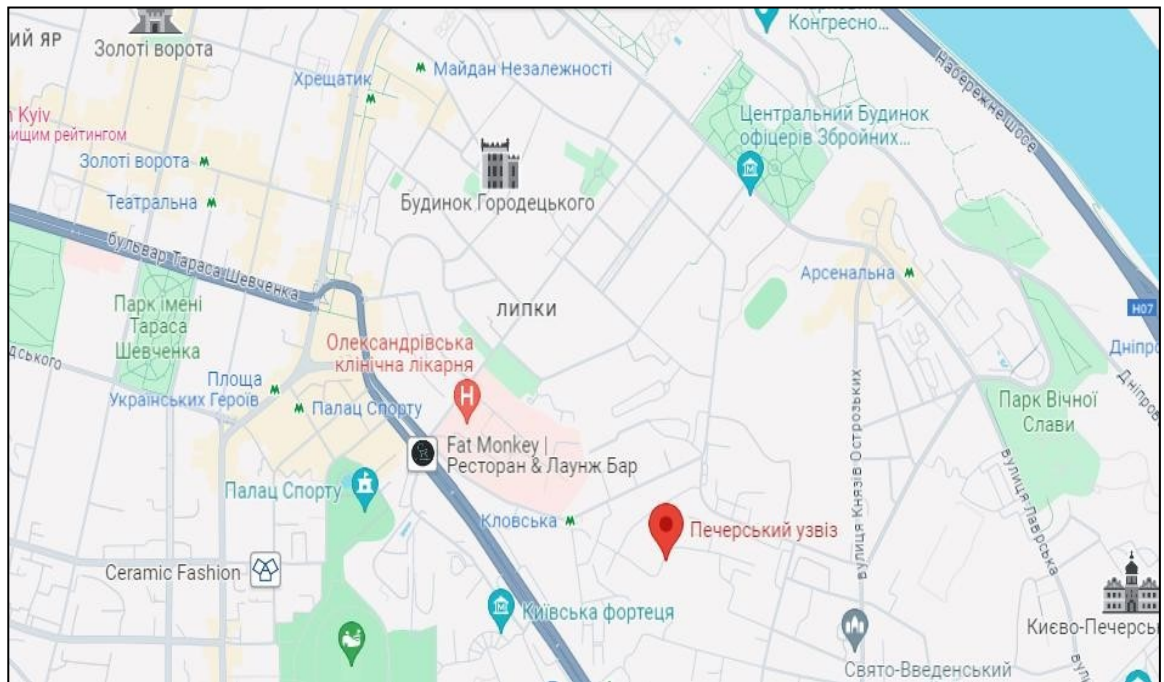 Конгресно...
ИЙ ЯР
Золоті ворота
Майдан Незалежності
Хрещатик
Набережне шосе
n Kyiv
ищим рейтингом
Центральний Будинок
офіцерів Збройних...
Золоті ворота
Театральна
Будинок Городецького
бульвар Тараса Шевченка
Арсенальна
Парк імені
Тараса
Шевченка
ЛИПКИ
H07
Олександрівська
клінічна лікарня
H
Дніпро
дського
Площа
Українських Героїв
Палац Спорту
Парк Вічної
Слави
вулиця Князів Острозьких
Fat Monkey |
Ресторан & Лаунж Бар
Палац Спорту
вулиця Лаврська
Кловська
Печерський узвіз
Ceramic Fashion
Київська фортеця
Києво-Печерсь
Свято-Введенський